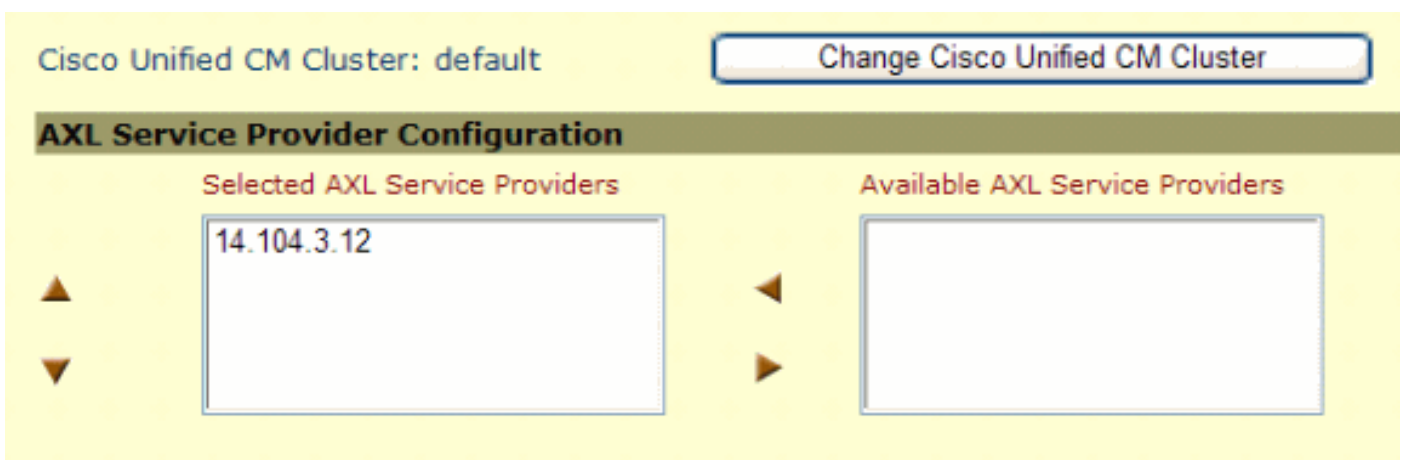 Cisco Unified CM Cluster: default
Change Cisco Unified CM Cluster
AXL Service Provider Configuration
Selected AXL Service Providers
Available AXL Service Providers
14.104.3.12